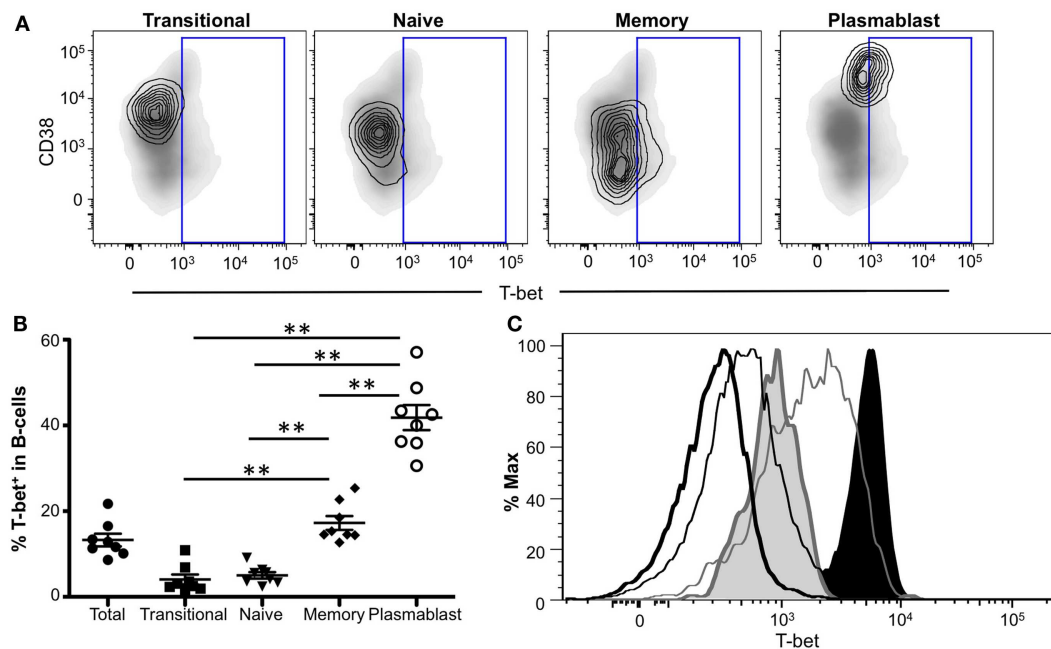 A
Transitional Naive Memory Plasmablast
CD38
10⁵
10⁴
10³
0
0 10³ 10⁴ 10⁵ 0 10³ 10⁴ 10⁵ 0 10³ 10⁴ 10⁵ 0 10³ 10⁴ 10⁵
T-bet
B
% T-bet⁺ in B-cells
60
40
20
0
**
**
**
**
**
Total Transitional Naive Memory Plasmablast
C
% Max
100
80
60
40
20
0
0 10³ 10⁴ 10⁵
T-bet